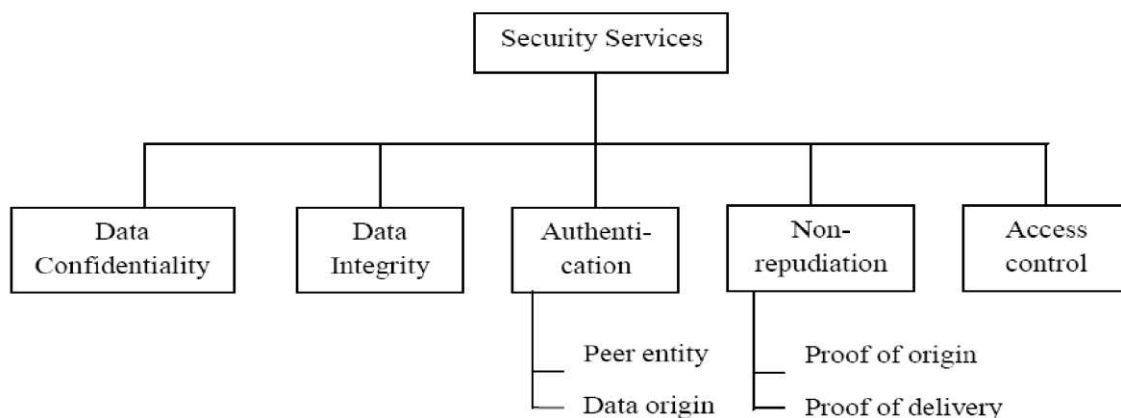 Security Services
Data
Confidentiality
Data
Integrity
Authenti-
cation
Non-
repudiation
Access
control
Peer entity
Data origin
Proof of origin
Proof of delivery